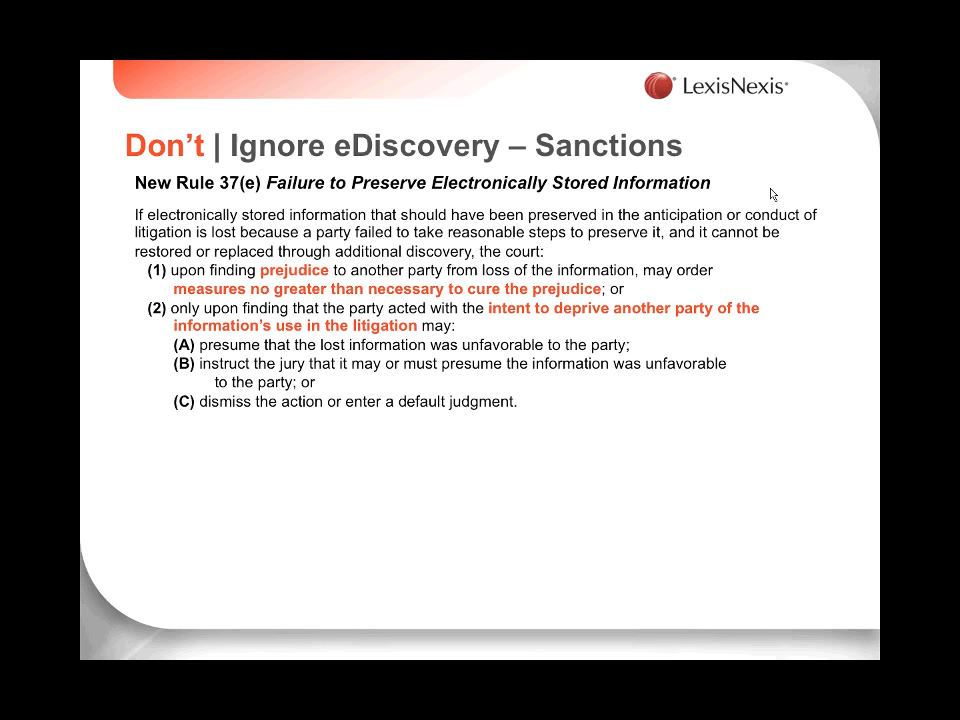 LexisNexis®
Don't | Ignore eDiscovery – Sanctions
New Rule 37(e) Failure to Preserve Electronically Stored Information
If electronically stored information that should have been preserved in the anticipation or conduct of
litigation is lost because a party failed to take reasonable steps to preserve it, and it cannot be
restored or replaced through additional discovery, the court:
(1) upon finding prejudice to another party from loss of the information, may order
measures no greater than necessary to cure the prejudice; or
(2) only upon finding that the party acted with the intent to deprive another party of the
information's use in the litigation may:
(A) presume that the lost information was unfavorable to the party;
(B) instruct the jury that it may or must presume the information was unfavorable
to the party; or
(C) dismiss the action or enter a default judgment.